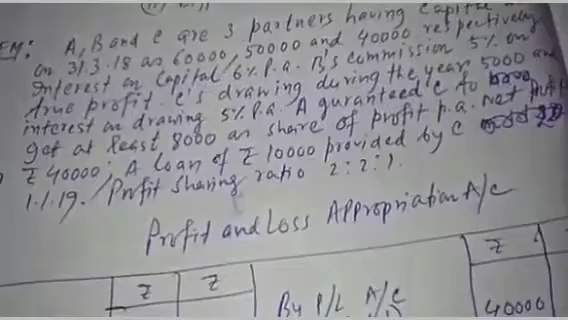 EX: A, B and C are 3 partners having capital
on 31.3.18 as 60000, 50000 and 40000 respectively
Interest on Capital 6% P.a. B's Commission 5% on
true profit. C's drawing during the year 5000 and
interest on drawing 5% P.a. A guranteed C to
get at least 8000 as share of profit p.a. net profit
₹ 40000; A loan of ₹ 10000 provided by C
1.1.19. Profit sharing ratio 2:2:1.
Profit and Loss Appropriation A/c
₹ ₹ ₹
By P/L A/C 40000